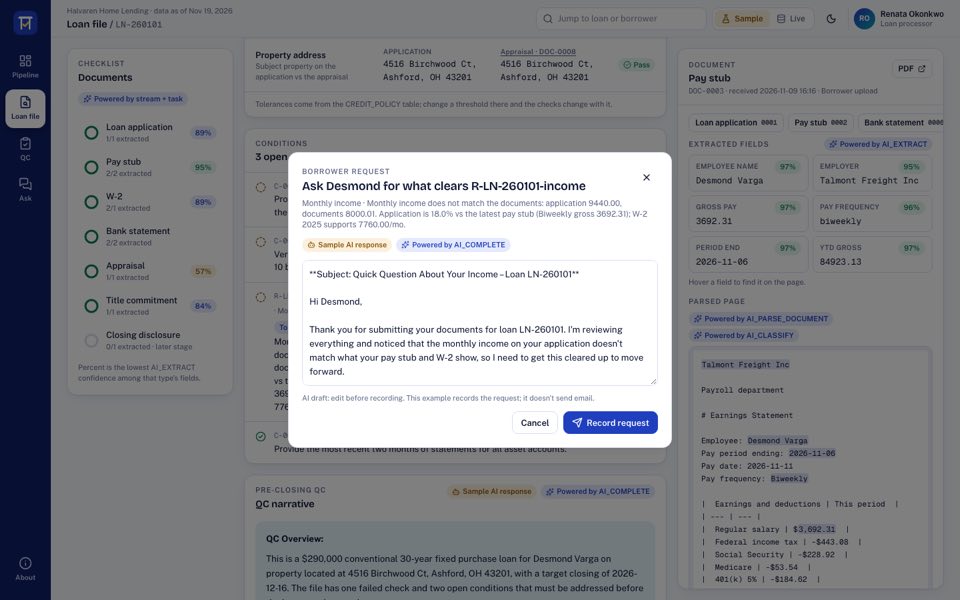 Halvaren Home Lending · data as of Nov 19, 2026
Loan file / LN-260101
Jump to loan or borrower
Sample
Live
RO
Renata Okonkwo
Loan processor
Pipeline
Loan file
QC
Ask
About
CHECKLIST
Documents
Powered by stream + task
Loan application
1/1 extracted
89%
Pay stub
2/2 extracted
95%
W-2
2/1 extracted
89%
Bank statement
2/2 extracted
Appraisal
1/1 extracted
57%
Title commitment
1/1 extracted
84%
Closing disclosure
0/1 extracted · later stage
Percent is the lowest AI_EXTRACT
confidence among that type's fields.
Property address
Subject property on the
application vs the appraisal
APPLICATION
4516 Birchwood Ct,
Ashford, OH 43201
Appraisal · DOC-0008
4516 Birchwood Ct,
Ashford, OH 43201
Pass
Tolerances come from the CREDIT_POLICY table; change a threshold there and the checks change with it.
CONDITIONS
3 open
BORROWER REQUEST
Ask Desmond for what clears R-LN-260101-income
Monthly income · Monthly income does not match the documents: application 9440.00,
documents 8000.01. Application is 18.0% vs the latest pay stub (Biweekly gross 3692.31); W-2
2025 supports 7760.00/mo.
Sample AI response
Powered by AI_COMPLETE
**Subject: Quick Question About Your Income – Loan LN-260101**
Hi Desmond,
Thank you for submitting your documents for loan LN-260101. I'm reviewing
everything and noticed that the monthly income on your application doesn't
match what your pay stub and W-2 show, so I need to get this cleared up to move
forward.
AI draft: edit before recording. This example records the request; it doesn't send email.
Cancel
Record request
Provide the most recent two months of statements for all asset accounts.
PRE-CLOSING QC
QC narrative
Sample AI response
Powered by AI_COMPLETE
QC Overview:
This is a $290,000 conventional 30-year fixed purchase loan for Desmond Varga on
property located at 4516 Birchwood Ct, Ashford, OH 43201, with a target closing of 2026-
12-16. The file has one failed check and two open conditions that must be addressed before
DOCUMENT
Pay stub
DOC-0003 · received 2026-11-09 16:16 · Borrower upload
PDF
Loan application 0001
Pay stub 0002
Bank statement
EXTRACTED FIELDS
Powered by AI_EXTRACT
EMPLOYEE NAME
97%
Desmond Varga
EMPLOYER
95%
Talmont Freight Inc
GROSS PAY
97%
3692.31
PAY FREQUENCY
96%
biweekly
PERIOD END
97%
2026-11-06
YTD GROSS
97%
84923.13
Hover a field to find it on the page.
PARSED PAGE
Powered by AI_PARSE_DOCUMENT
Powered by AI_CLASSIFY
Talmont Freight Inc
Payroll department
# Earnings Statement
Employee: Desmond Varga
Pay period ending: 2026-11-06
Pay date: 2026-11-11
Pay frequency: Biweekly
| Earnings and deductions | This period |
| --- | --- |
| Regular salary | $3,692.31 |
| Federal income tax | -$443.08 |
| Social Security | -$228.92 |
| Medicare | -$53.54 |
| 401(k) 5% | -$184.62 |